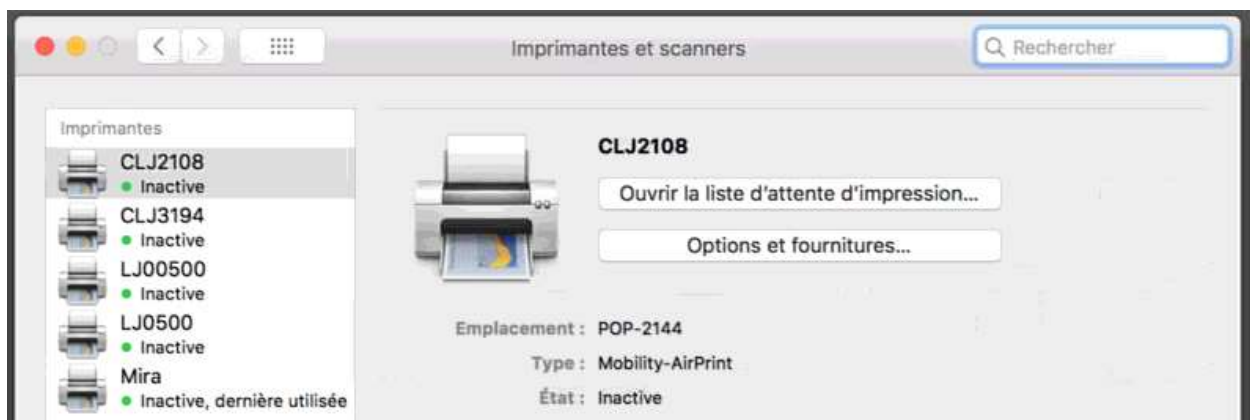 Imprimantes et scanners
Rechercher
Imprimantes
CLJ2108
Inactive
CLJ3194
Inactive
LJ00500
Inactive
LJ0500
Inactive
Mira
Inactive, dernière utilisée
CLJ2108
Ouvrir la liste d'attente d'impression...
Options et fournitures...
Emplacement : POP-2144
Type : Mobility-AirPrint
État : Inactive